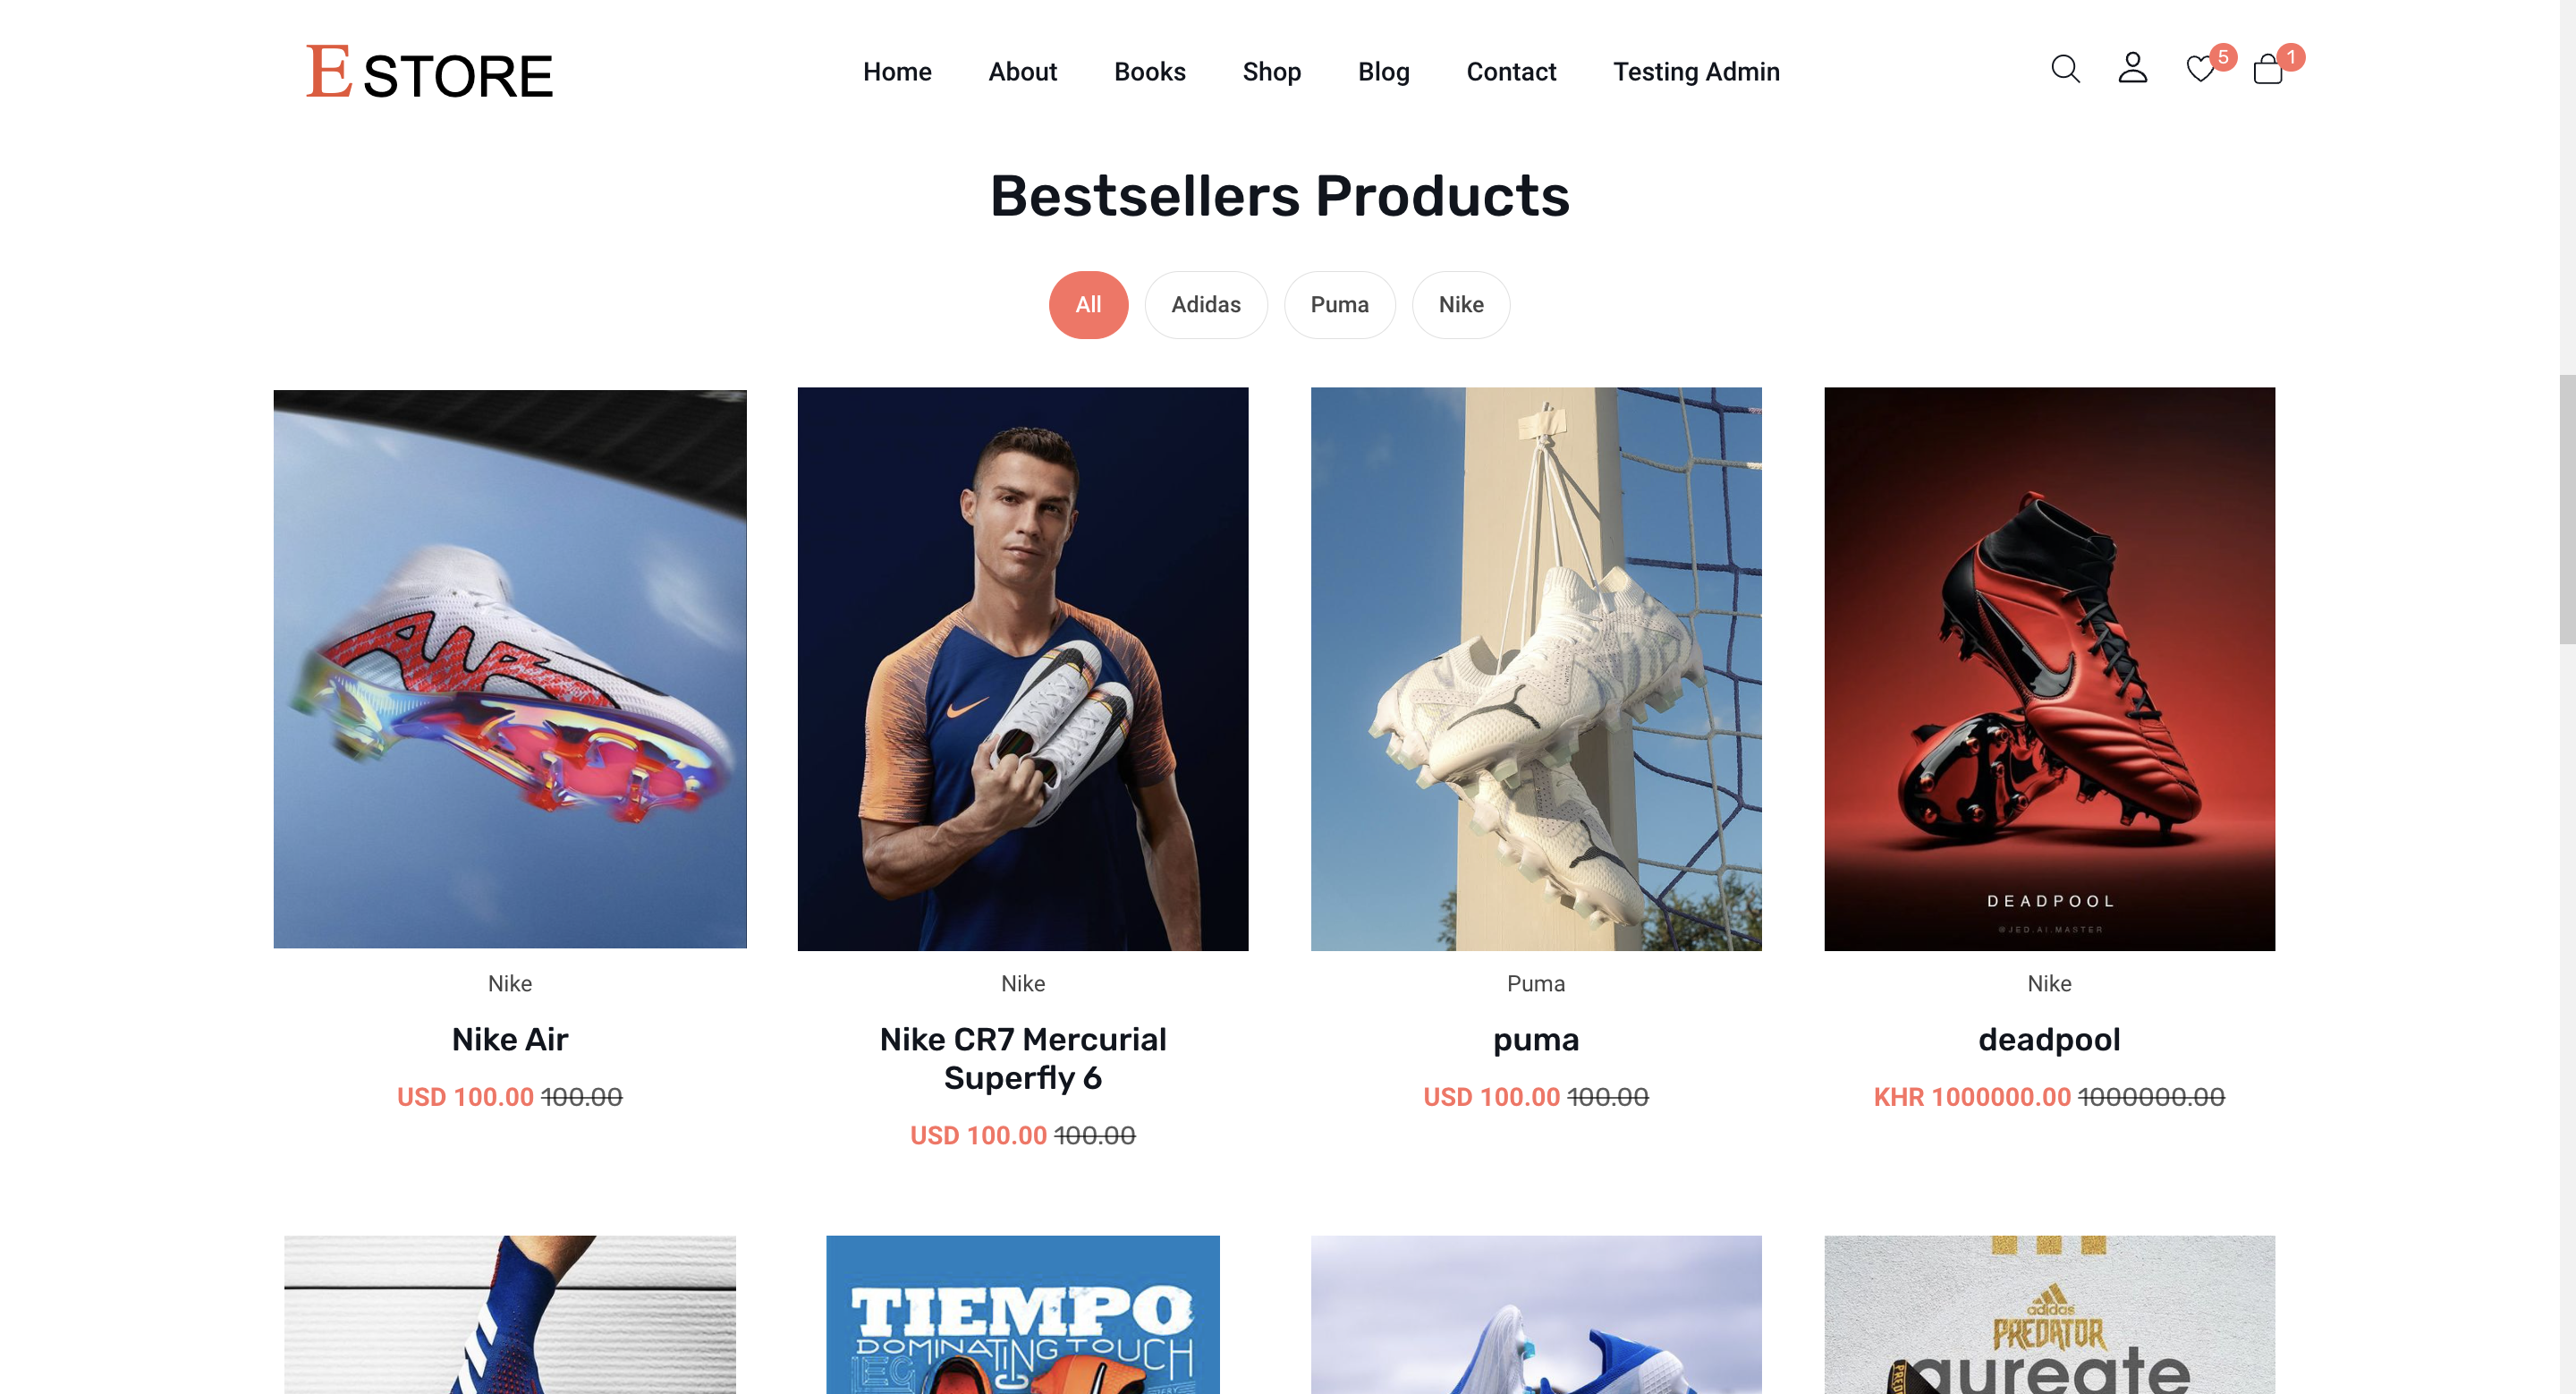 E STORE
Home About Books Shop Blog Contact Testing Admin
5 1
Bestsellers Products
All Adidas Puma Nike
AIR
DEADPOOL
@JED.AI.MASTER
Nike
Nike Air
USD 100.00 100.00
Nike
Nike CR7 Mercurial
Superfly 6
USD 100.00 100.00
Puma
puma
USD 100.00 100.00
Nike
deadpool
KHR 1000000.00 1000000.00
TIEMPO
DOMINATING TOUCH
LEG
adidas
PREDATOR
aureate